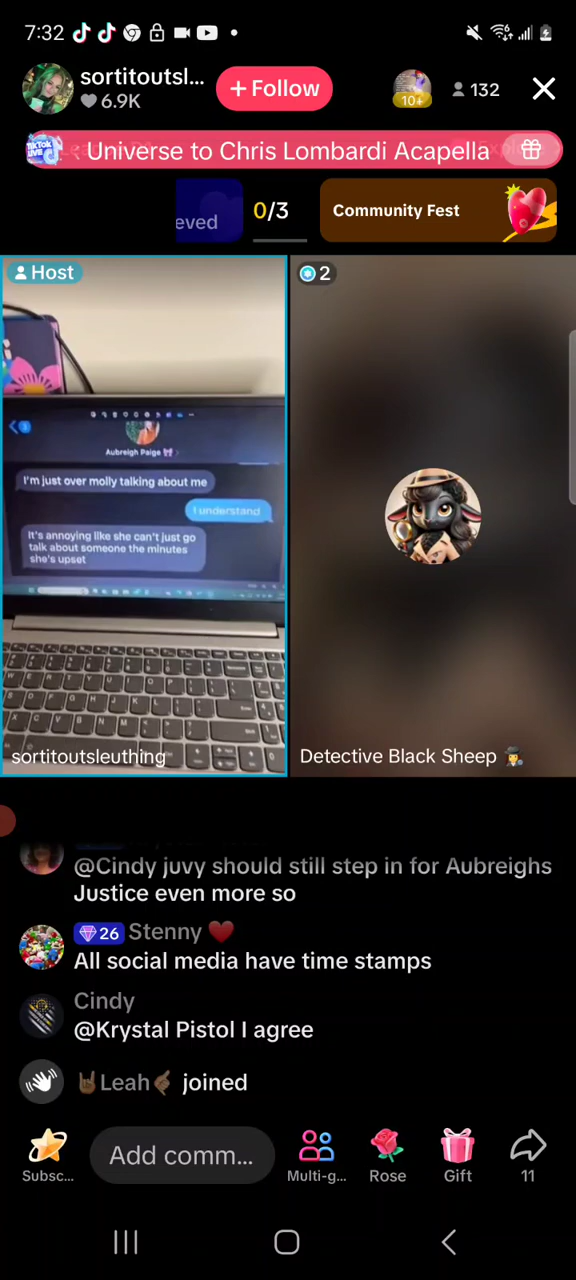 7:32
sortitoutsl...
6.9K
+ Follow
10+
132
Universe to Chris Lombardi Acapella
eved
0/3
Community Fest
Host
2
Aubreigh Paige
I'm just over molly talking about me
I understand
It's annoying like she can't just go
talk about someone the minutes
she's upset
sortitoutsleuthing
Detective Black Sheep
@Cindy juvy should still step in for Aubreighs
Justice even more so
26 Stenny
All social media have time stamps
Cindy
@Krystal Pistol I agree
Leah joined
Subsc...
Add comm...
Multi-g...
Rose
Gift
11